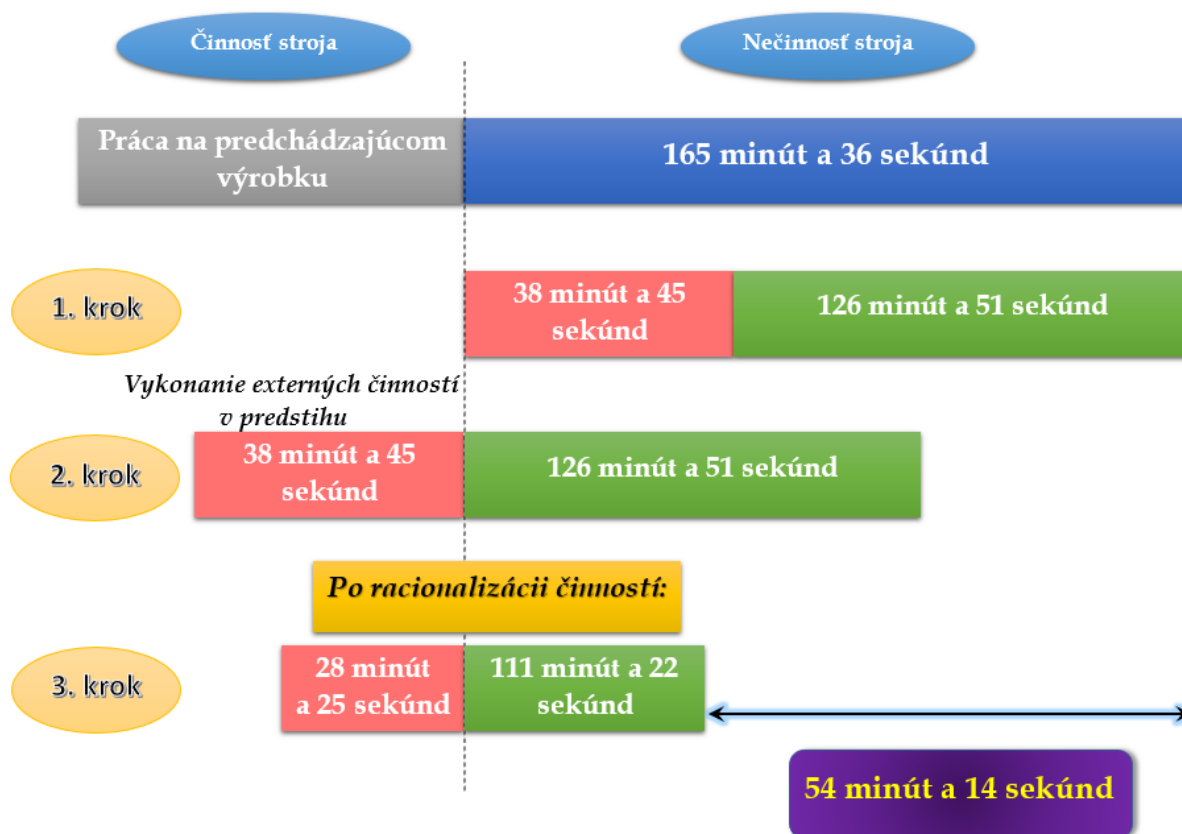 Činnosť stroja
Nečinnosť stroja
Práca na predchádzajúcom
výrobku
165 minút a 36 sekúnd
1. krok
38 minút a 45
sekúnd
126 minút a 51 sekúnd
Vykonanie externých činností
v predstihu
2. krok
38 minút a 45
sekúnd
126 minút a 51 sekúnd
Po racionalizácii činností:
3. krok
28 minút
a 25 sekúnd
111 minút a 22
sekúnd
54 minút a 14 sekúnd